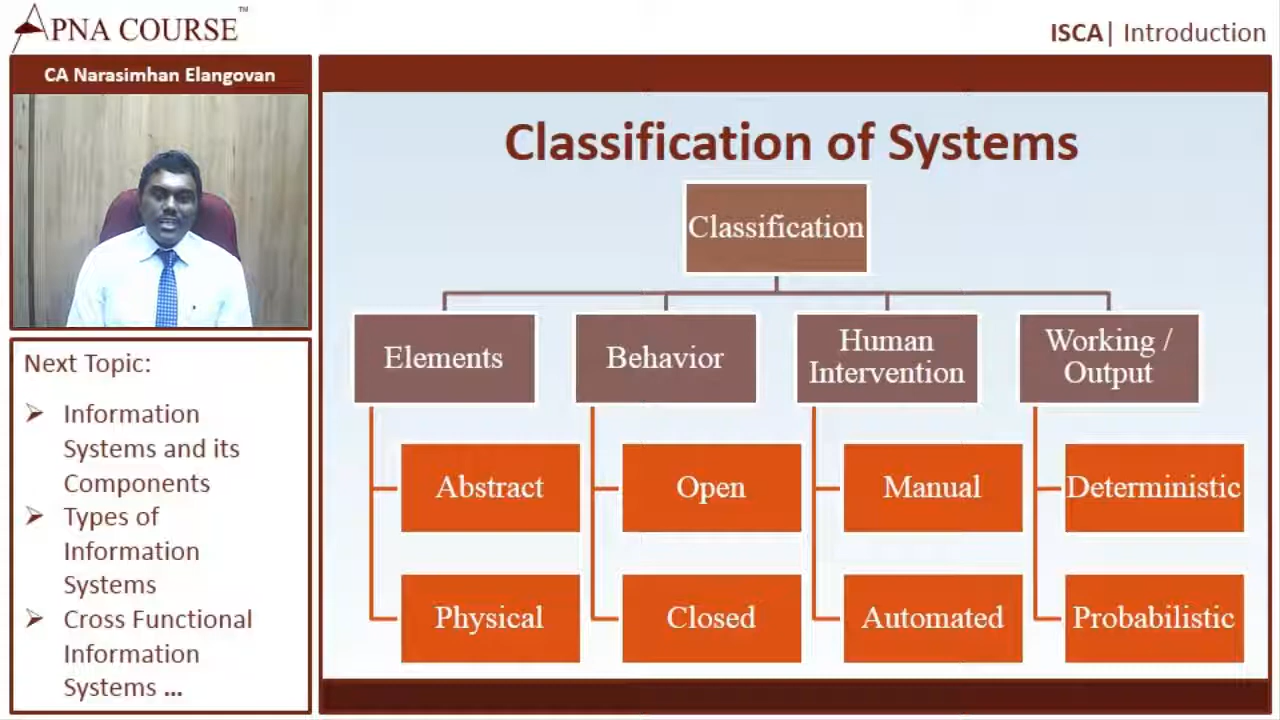 APNA COURSE™
ISCA| Introduction
CA Narasimhan Elangovan
Next Topic:
➢ Information
Systems and its
Components
➢ Types of
Information
Systems
➢ Cross Functional
Information
Systems ...
Classification of Systems
Classification
Elements
Behavior
Human
Intervention
Working /
Output
Abstract
Open
Manual
Deterministic
Physical
Closed
Automated
Probabilistic